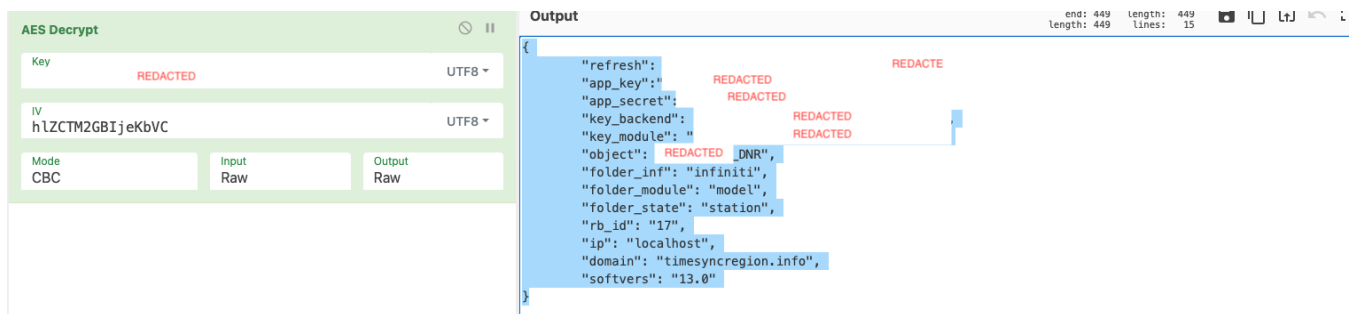 AES Decrypt
Key
REDACTED
UTF8
IV
hlZCTM2GBIjeKbVC
UTF8
Mode
CBC
Input
Raw
Output
Raw
Output
end: 449 length: 449
length: 449 lines: 15
{
"refresh": REDACTE
"app_key":" REDACTED
"app_secret": REDACTED
"key_backend": REDACTED ,
"key_module": " REDACTED
"object": REDACTED _DNR",
"folder_inf": "infiniti",
"folder_module": "model",
"folder_state": "station",
"rb_id": "17",
"ip": "localhost",
"domain": "timesyncregion.info",
"softvers": "13.0"
}